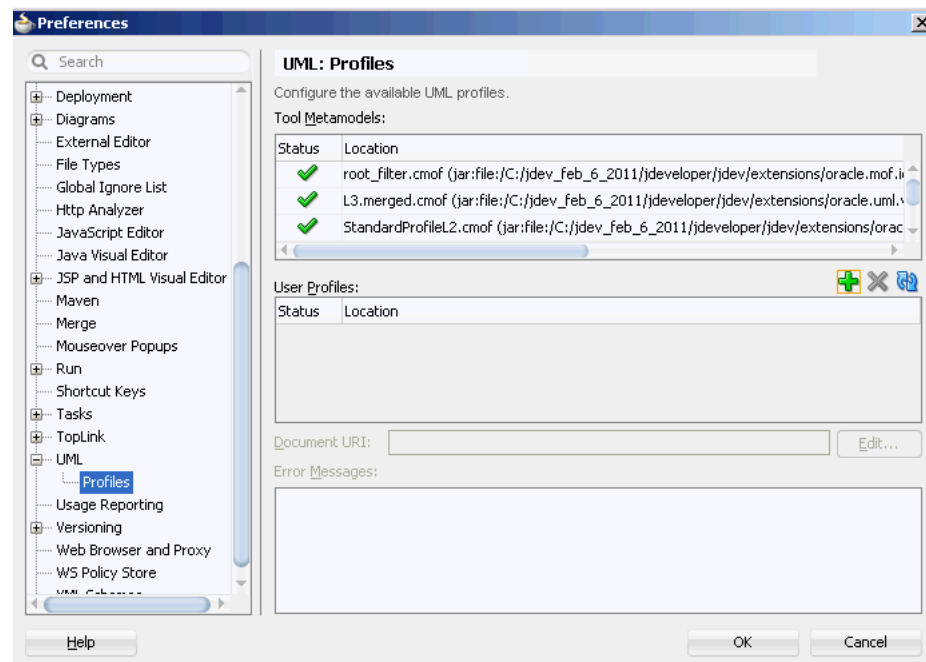 Preferences
Search
Deployment
Diagrams
External Editor
File Types
Global Ignore List
Http Analyzer
JavaScript Editor
Java Visual Editor
JSP and HTML Visual Editor
Maven
Merge
Mouseover Popups
Run
Shortcut Keys
Tasks
TopLink
UML
Profiles
Usage Reporting
Versioning
Web Browser and Proxy
WS Policy Store
UML: Profiles
Configure the available UML profiles.
Tool Metamodels:
Status Location
root_filter.cmof (jar:file:/C:/jdev_feb_6_2011/jdeveloper/jdev/extensions/oracle.mof.i
L3.merged.cmof (jar:file:/C:/jdev_feb_6_2011/jdeveloper/jdev/extensions/oracle.uml.v
StandardProfileL2.cmof (jar:file:/C:/jdev_feb_6_2011/jdeveloper/jdev/extensions/orac
User Profiles:
Status Location
Document URI:
Edit...
Error Messages:
Help
OK
Cancel